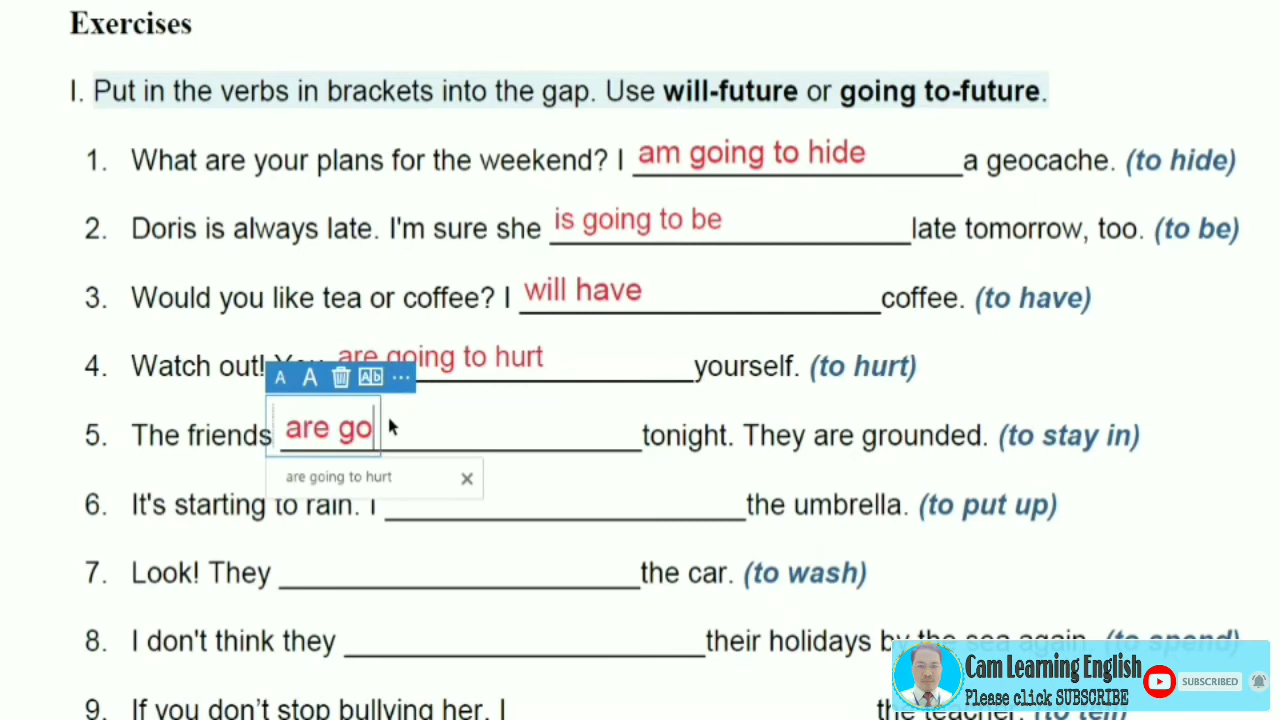 Exercises
I. Put in the verbs in brackets into the gap. Use will-future or going to-future.
1. What are your plans for the weekend? I am going to hide a geocache. (to hide)
2. Doris is always late. I'm sure she is going to be late tomorrow, too. (to be)
3. Would you like tea or coffee? I will have coffee. (to have)
4. Watch out! You are going to hurt yourself. (to hurt)
A A Ab ...
5. The friends are go tonight. They are grounded. (to stay in)
are going to hurt ×
6. It's starting to rain. I the umbrella. (to put up)
7. Look! They the car. (to wash)
8. I don't think they their holidays by the sea again. (to spend)
9. If you don't stop bullying her, I the teacher. (to tell)
Cam Learning English
Please click SUBSCRIBE
SUBSCRIBED